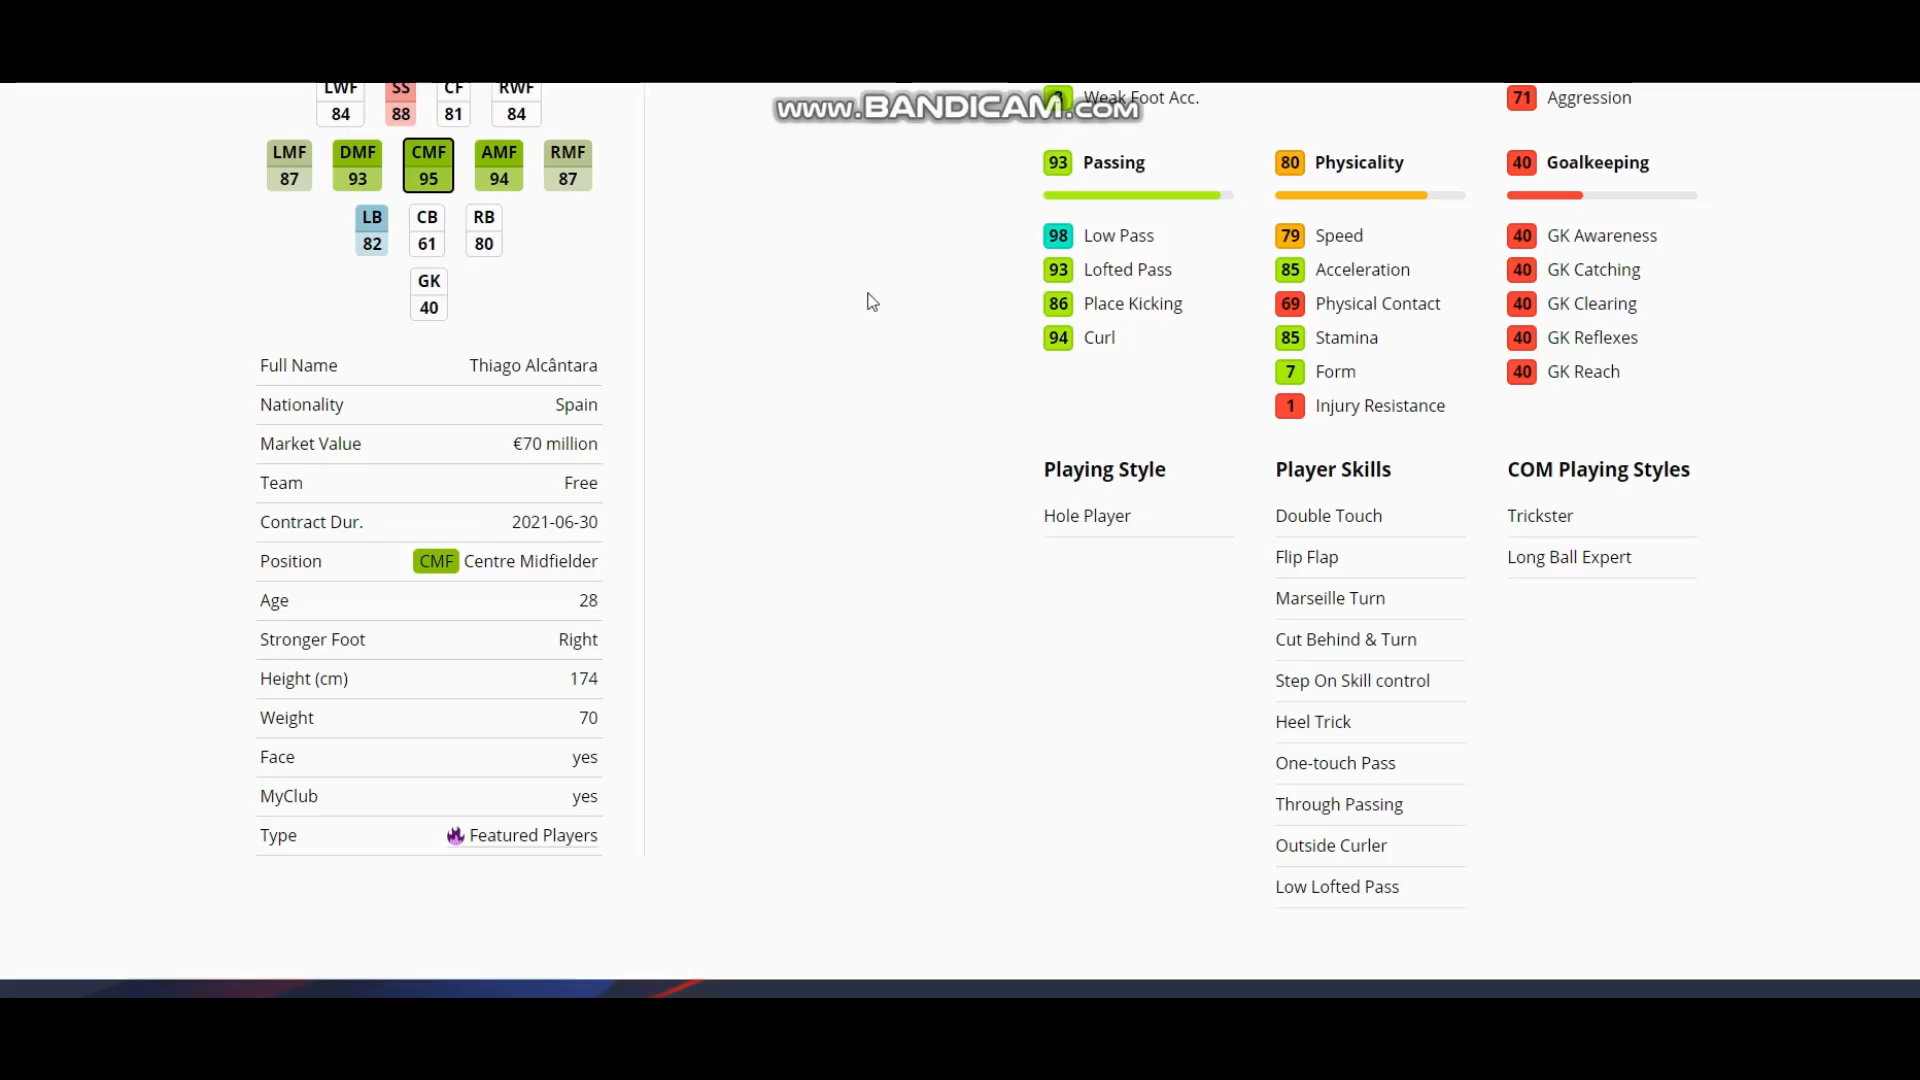 LWF SS CF RWF
84 88 81 84
LMF DMF CMF AMF RMF
87 93 95 94 87
LB CB RB
82 61 80
GK
40
Full Name Thiago Alcântara
Nationality Spain
Market Value €70 million
Team Free
Contract Dur. 2021-06-30
Position CMF Centre Midfielder
Age 28
Stronger Foot Right
Height (cm) 174
Weight 70
Face yes
MyClub yes
Type Featured Players
www.BANDICAM.com
Weak Foot Acc.
93 Passing
98 Low Pass
93 Lofted Pass
86 Place Kicking
94 Curl
Playing Style
Hole Player
80 Physicality
79 Speed
85 Acceleration
69 Physical Contact
85 Stamina
7 Form
1 Injury Resistance
Player Skills
Double Touch
Flip Flap
Marseille Turn
Cut Behind & Turn
Step On Skill control
Heel Trick
One-touch Pass
Through Passing
Outside Curler
Low Lofted Pass
71 Aggression
40 Goalkeeping
40 GK Awareness
40 GK Catching
40 GK Clearing
40 GK Reflexes
40 GK Reach
COM Playing Styles
Trickster
Long Ball Expert